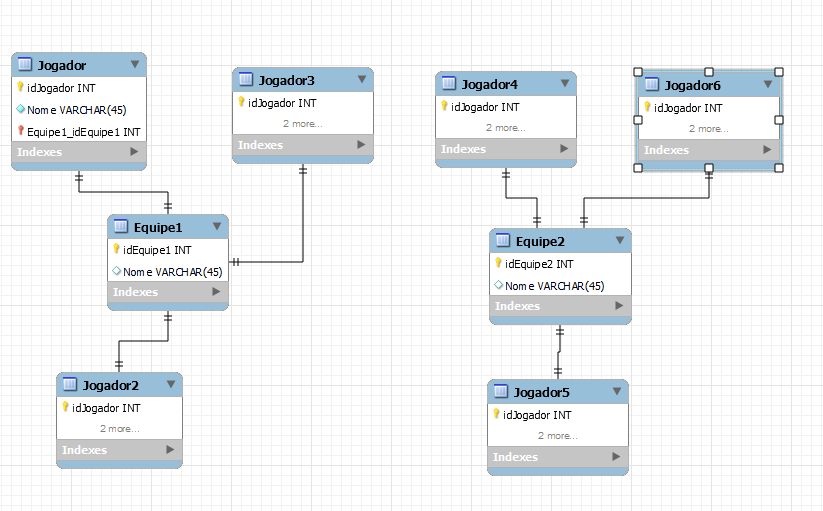 Jogador
idJogador INT
Nome VARCHAR(45)
Equipe1_idEquipe1 INT
Indexes
Jogador3
idJogador INT
2 more...
Indexes
Jogador4
idJogador INT
2 more...
Indexes
Jogador6
idJogador INT
2 more...
Indexes
Equipe1
idEquipe1 INT
Nome VARCHAR(45)
Indexes
Equipe2
idEquipe2 INT
Nome VARCHAR(45)
Indexes
Jogador2
idJogador INT
2 more...
Indexes
Jogador5
idJogador INT
2 more...
Indexes